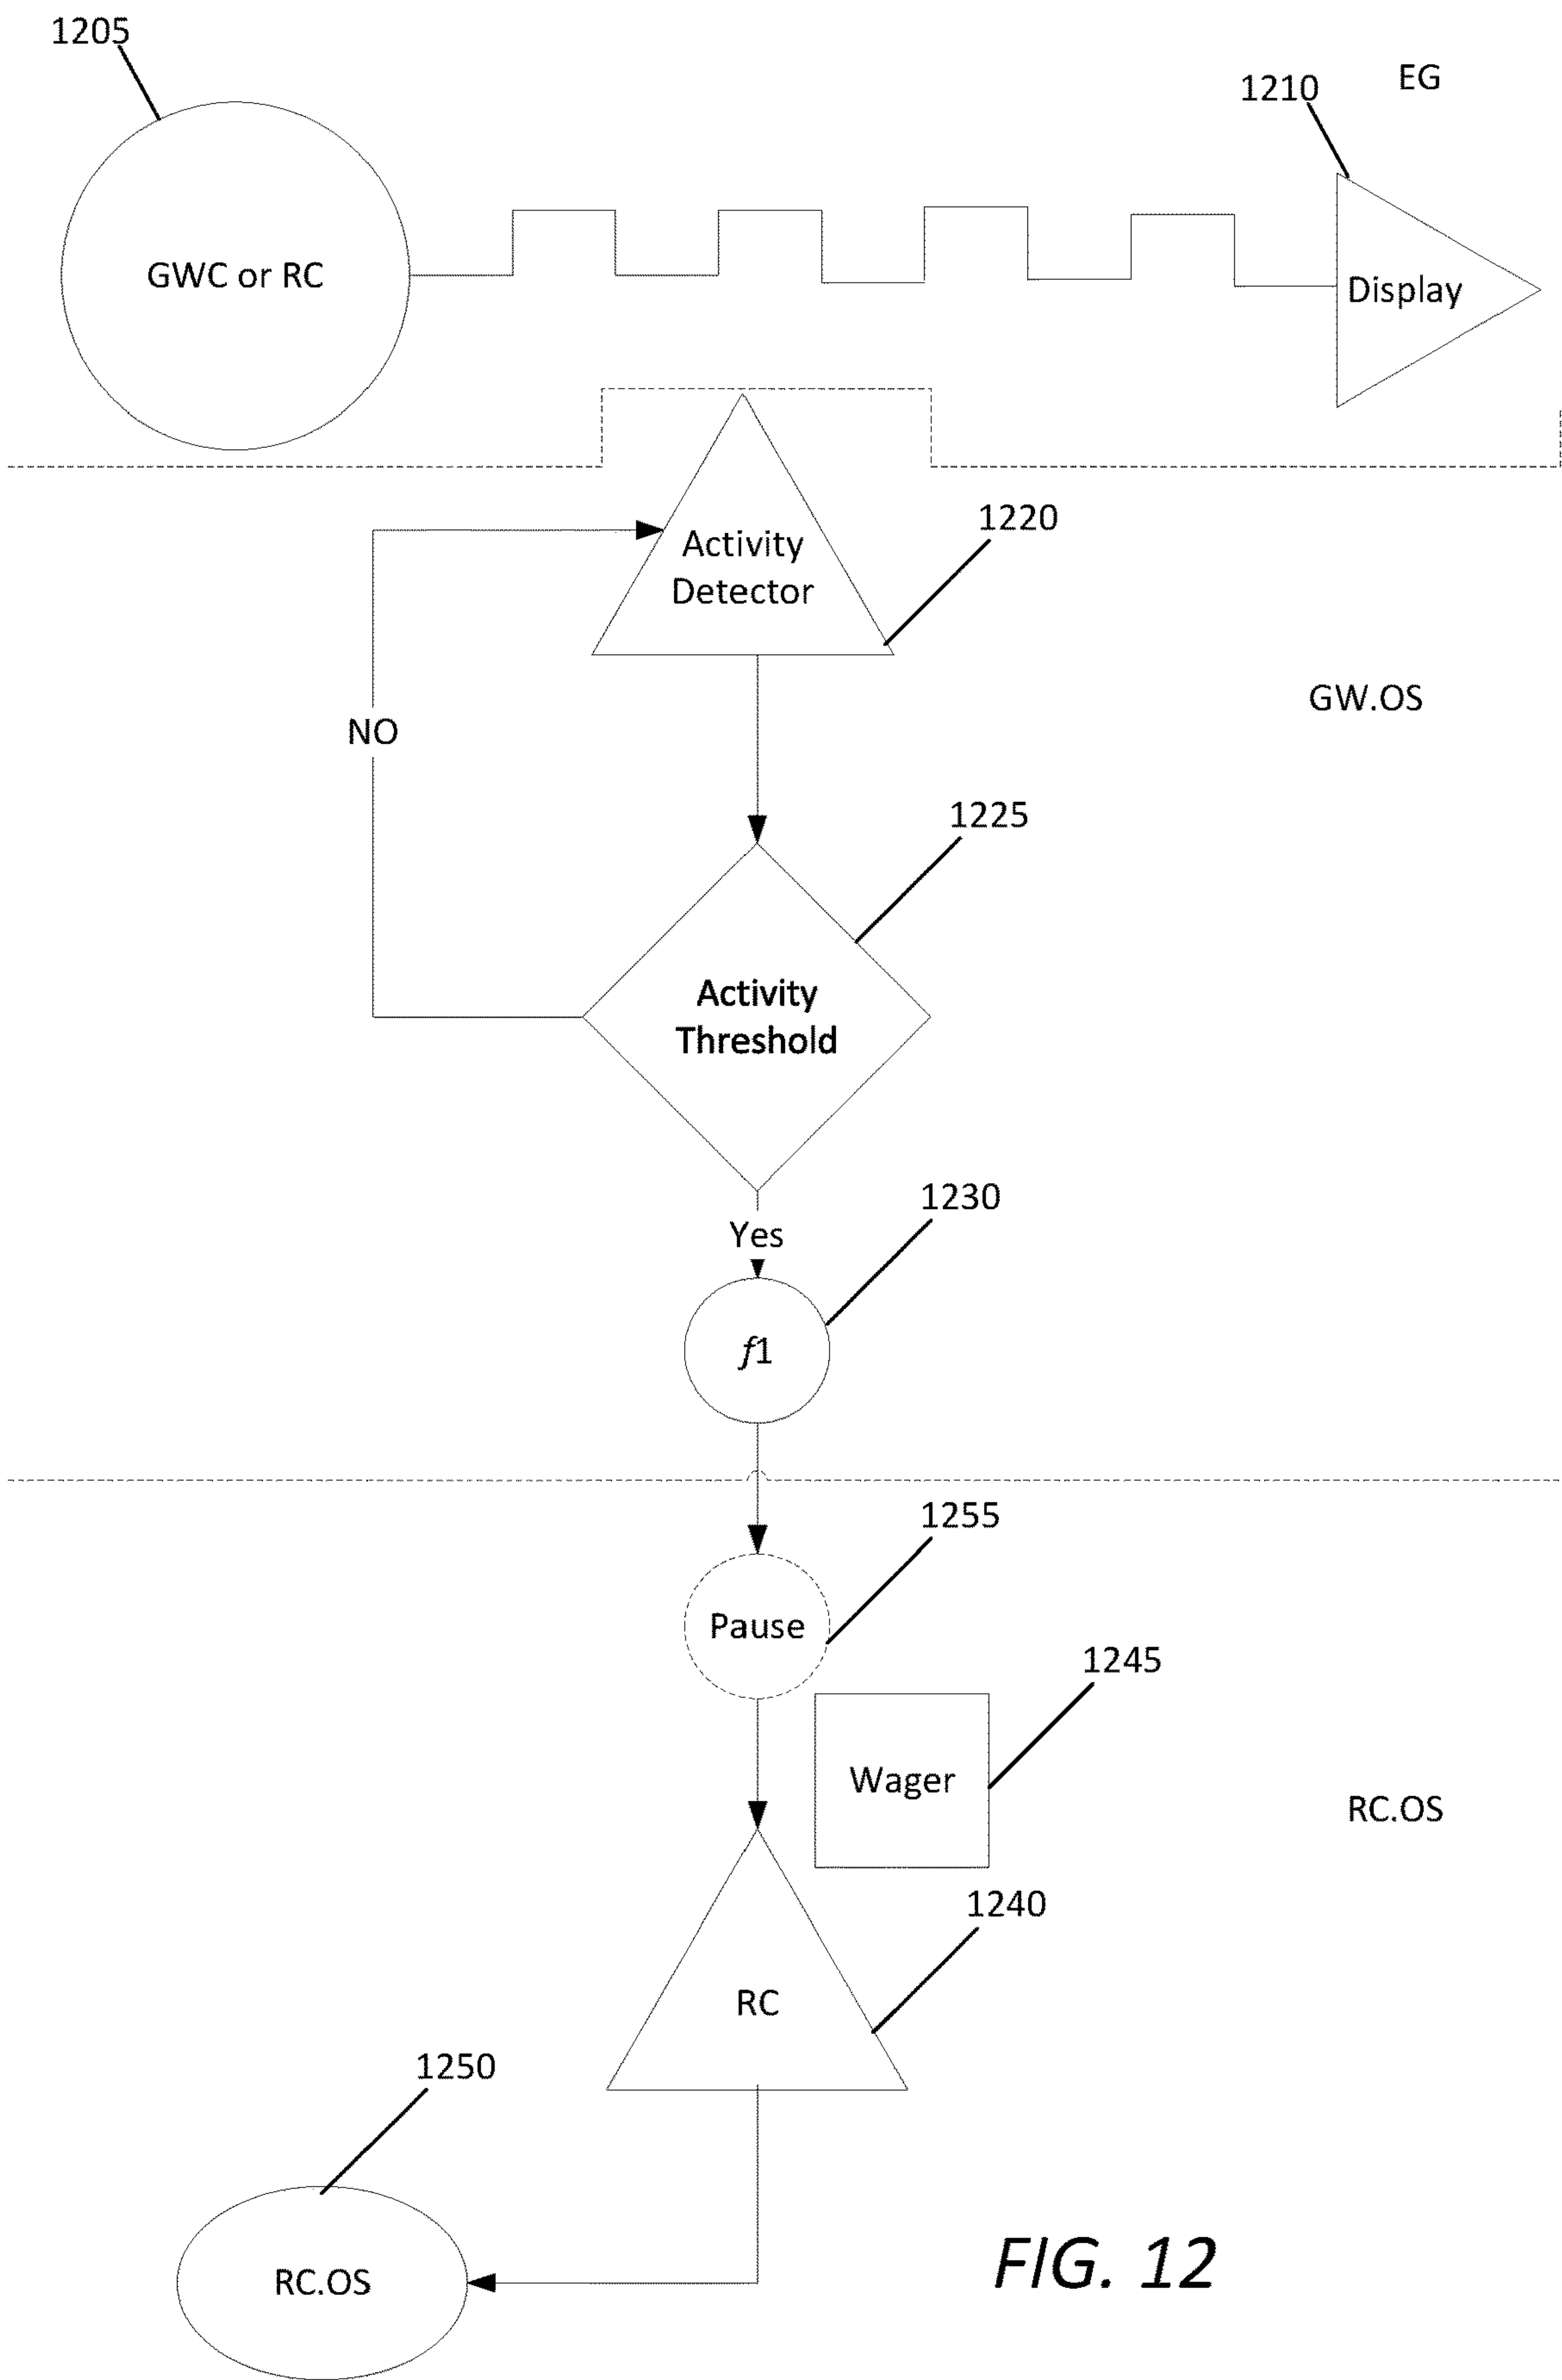 1205
EG
1210
GWC or RC
Display
1220
Activity
Detector
GW.OS
NO
1225
Activity
Threshold
1230
Yes
f1
1255
Pause
1245
Wager
RC.OS
1240
RC
1250
RC.OS
FIG. 12